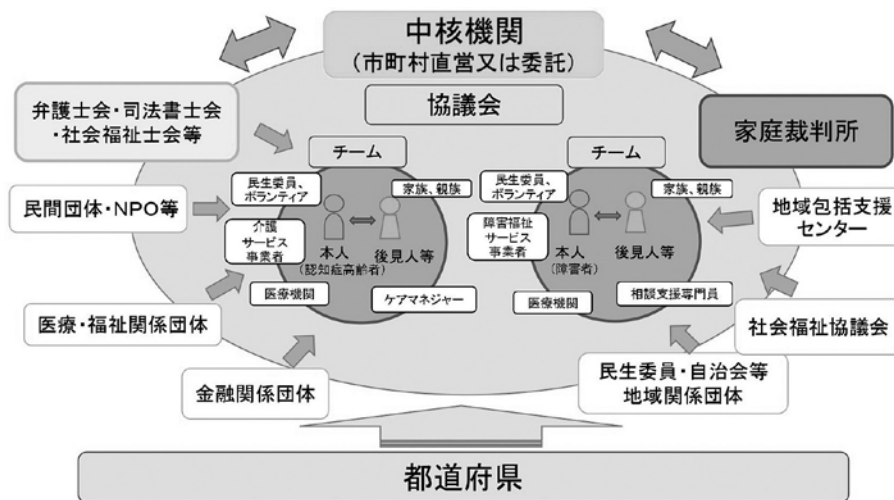 中核機関
(市町村直営又は委託)
協議会
弁護士会・司法書士会
・社会福祉士会等
家庭裁判所
チーム
チーム
民生委員、
ボランティア
家族、親族
民生委員、
ボランティア
家族、親族
民間団体・NPO等
地域包括支援
センター
介護
サービス
事業者
本人
(認知症高齢者)
後見人等
障害福祉
サービス
事業者
本人
(障害者)
後見人等
医療機関
ケアマネジャー
医療機関
相談支援専門員
医療・福祉関係団体
社会福祉協議会
金融関係団体
民生委員・自治会等
地域関係団体
都道府県